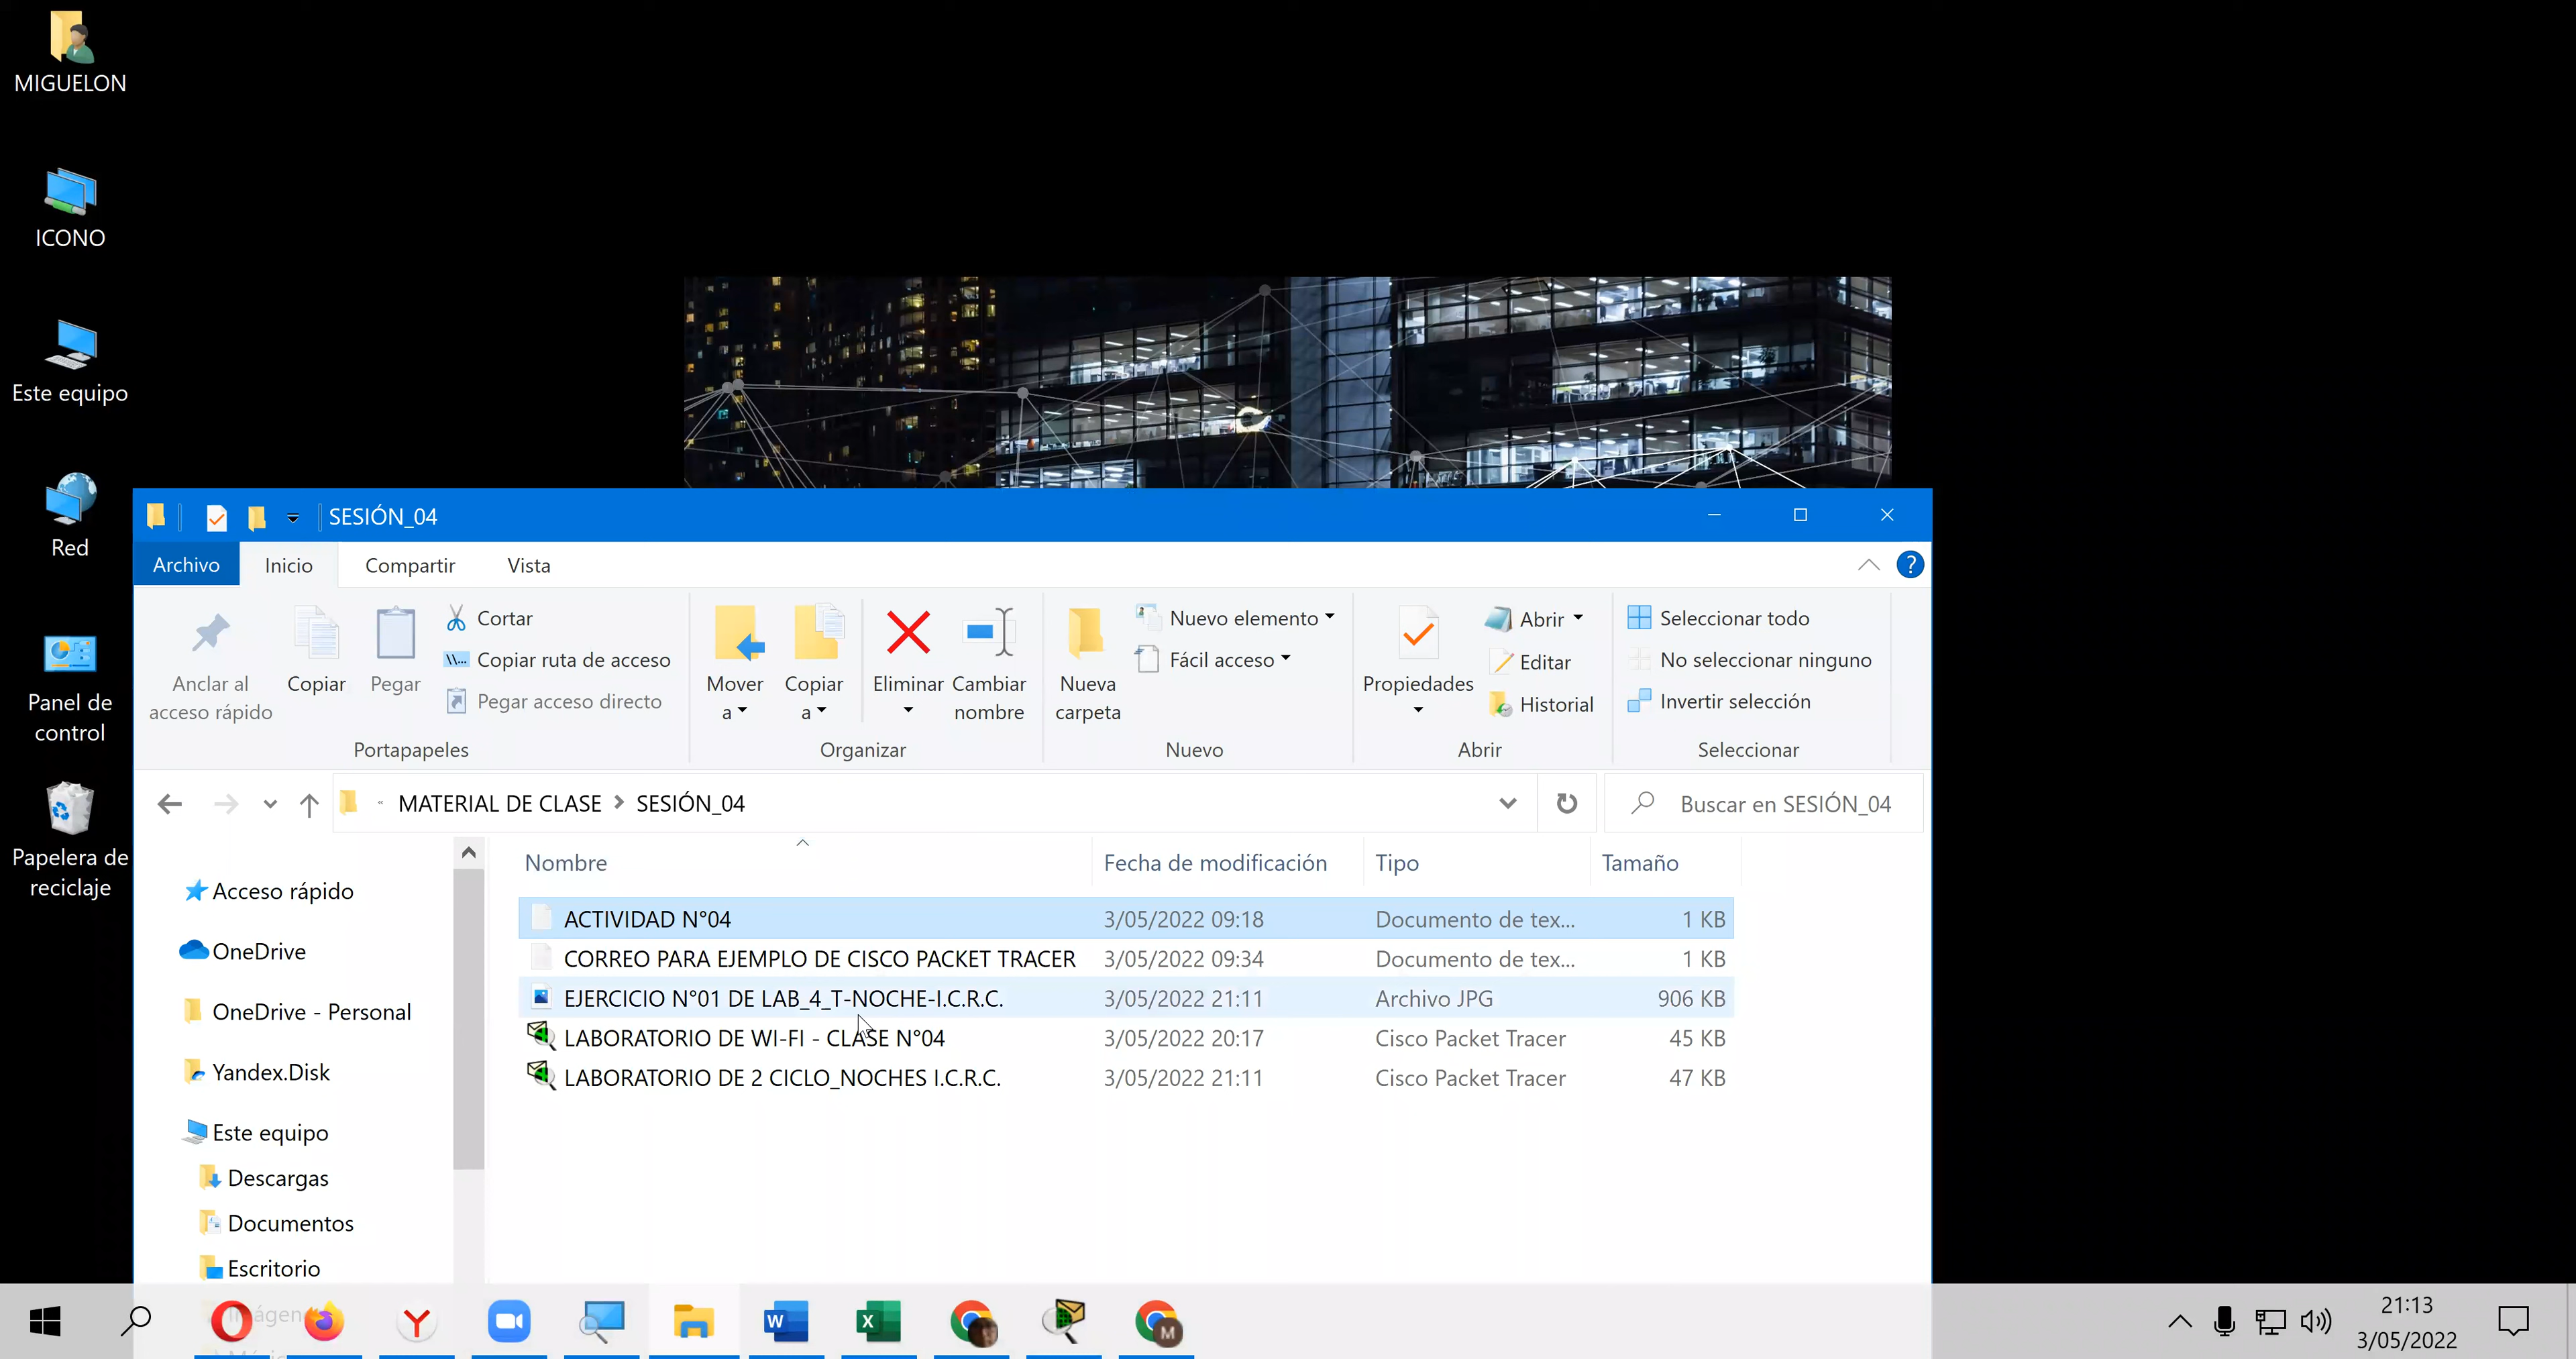 MIGUELON
ICONO
Este equipo
Red
Panel de
control
Papelera de
reciclaje
SESIÓN_04
Archivo
Inicio
Compartir
Vista
Anclar al
acceso rápido
Copiar
Pegar
Cortar
Copiar ruta de acceso
Pegar acceso directo
Portapapeles
Mover
a
Copiar
a
Eliminar
Cambiar
nombre
Organizar
Nueva
carpeta
Nuevo elemento
Fácil acceso
Nuevo
Propiedades
Abrir
Editar
Historial
Abrir
Seleccionar todo
No seleccionar ninguno
Invertir selección
Seleccionar
« MATERIAL DE CLASE > SESIÓN_04
Buscar en SESIÓN_04
Acceso rápido
OneDrive
OneDrive - Personal
Yandex.Disk
Este equipo
Descargas
Documentos
Escritorio
Nombre Fecha de modificación Tipo Tamaño
ACTIVIDAD N°04 3/05/2022 09:18 Documento de tex... 1 KB
CORREO PARA EJEMPLO DE CISCO PACKET TRACER 3/05/2022 09:34 Documento de tex... 1 KB
EJERCICIO N°01 DE LAB_4_T-NOCHE-I.C.R.C. 3/05/2022 21:11 Archivo JPG 906 KB
LABORATORIO DE WI-FI - CLASE N°04 3/05/2022 20:17 Cisco Packet Tracer 45 KB
LABORATORIO DE 2 CICLO_NOCHES I.C.R.C. 3/05/2022 21:11 Cisco Packet Tracer 47 KB
21:13
3/05/2022